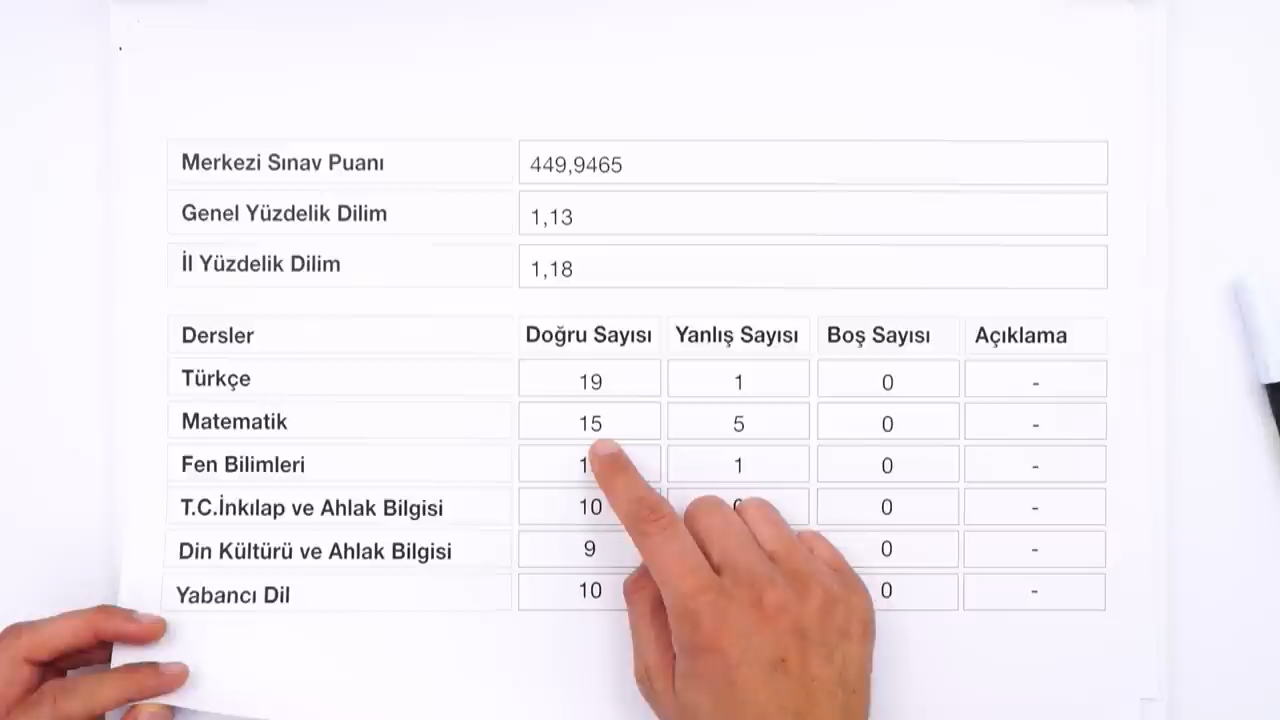 Merkezi Sınav Puanı 449,9465
Genel Yüzdelik Dilim 1,13
İl Yüzdelik Dilim 1,18
Dersler Doğru Sayısı Yanlış Sayısı Boş Sayısı Açıklama
Türkçe 19 1 0 -
Matematik 15 5 0 -
Fen Bilimleri 1 0 -
T.C.İnkılap ve Ahlak Bilgisi 10 0 -
Din Kültürü ve Ahlak Bilgisi 9 0 -
Yabancı Dil 10 0 -